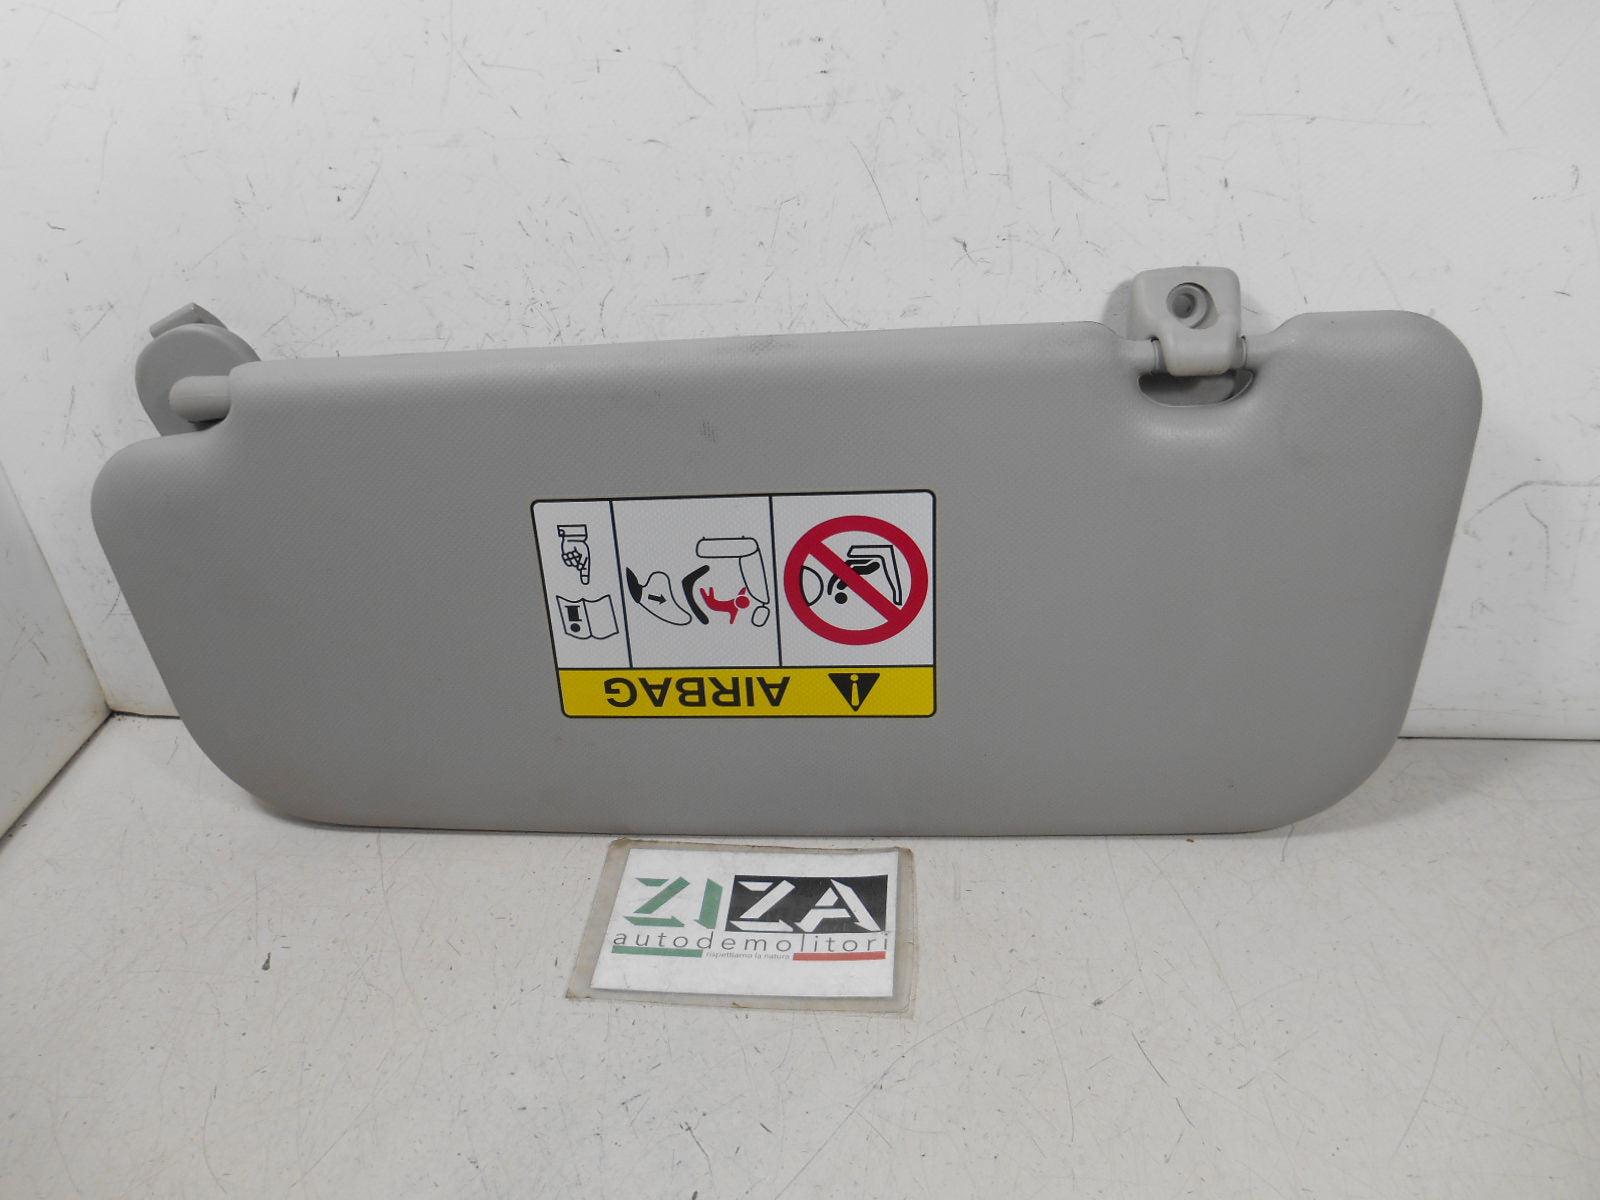 AIRBAG
ZIZA
autodemolitori
rispettiamo la natura